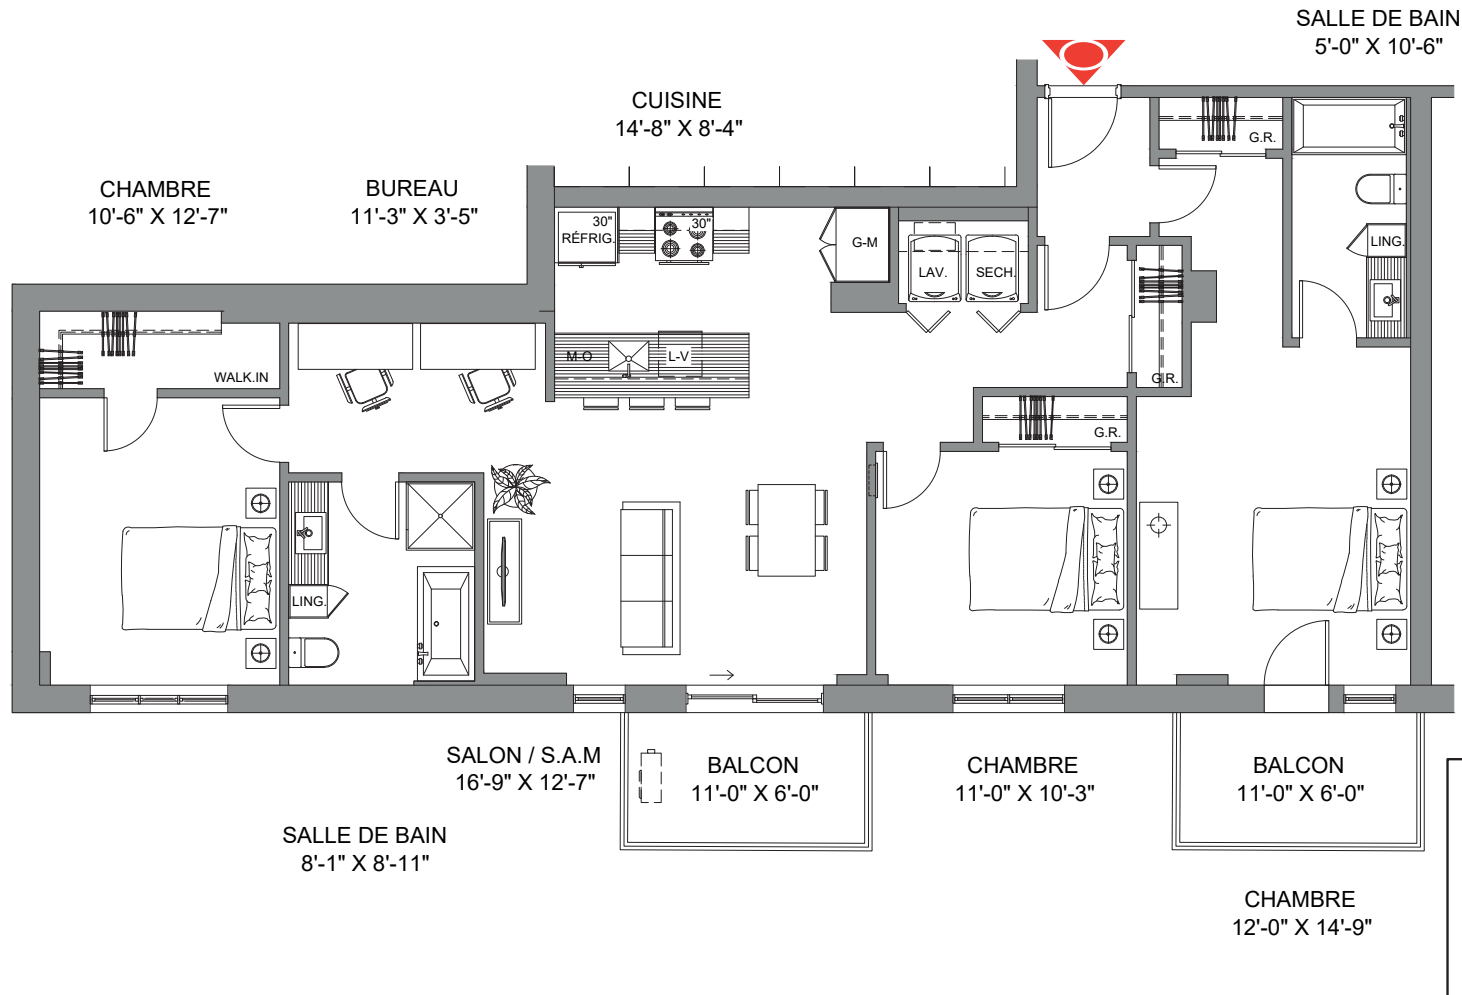 SALLE DE BAIN
5'-0" X 10'-6"
CUISINE
14'-8" X 8'-4"
CHAMBRE
10'-6" X 12'-7"
BUREAU
11'-3" X 3'-5"
G.R.
30"
RÉFRIG.
30"
G-M
LAV.
SECH.
LING.
M-O
L-V
WALK.IN
G.R.
G.R.
LING.
SALON / S.A.M
16'-9" X 12'-7"
BALCON
11'-0" X 6'-0"
CHAMBRE
11'-0" X 10'-3"
BALCON
11'-0" X 6'-0"
SALLE DE BAIN
8'-1" X 8'-11"
CHAMBRE
12'-0" X 14'-9"